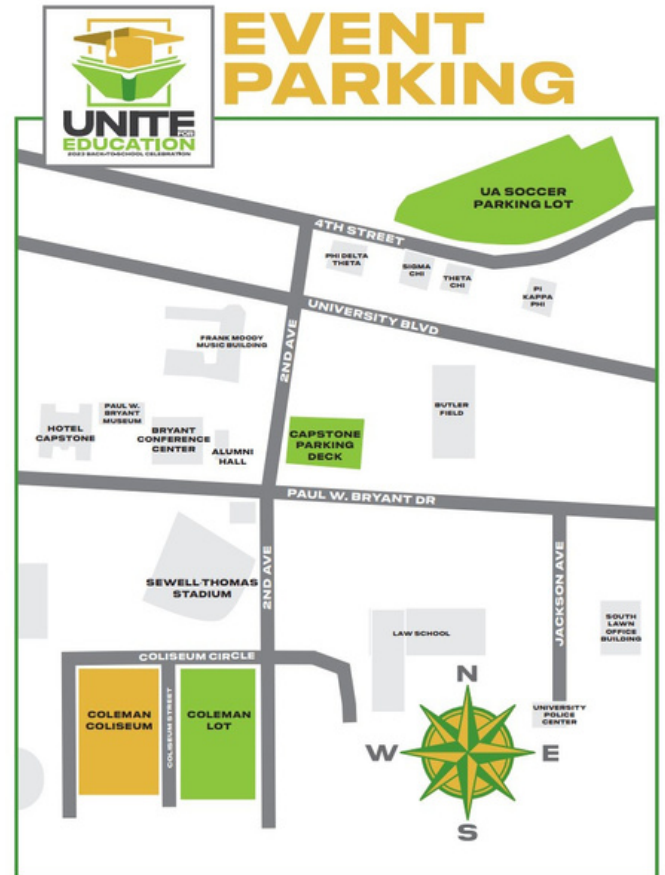 EVENT
PARKING
UNITE FOR
EDUCATION
2023 BACK-TO-SCHOOL CELEBRATION
UA SOCCER
PARKING LOT
4TH STREET
PHI DELTA
THETA
SIGMA
CHI
THETA
CHI
PI
KAPPA
PHI
UNIVERSITY BLVD
FRANK MOODY
MUSIC BUILDING
2ND AVE
BUTLER
FIELD
HOTEL
CAPSTONE
PAUL W.
BRYANT
MUSEUM
BRYANT
CONFERENCE
CENTER
ALUMNI
HALL
CAPSTONE
PARKING
DECK
PAUL W. BRYANT DR
SEWELL-THOMAS
STADIUM
2ND AVE
JACKSON AVE
LAW SCHOOL
SOUTH
LAWN
OFFICE
BUILDING
COLISEUM CIRCLE
COLEMAN
COLISEUM
COLISEUM STREET
COLEMAN
LOT
UNIVERSITY
POLICE
CENTER
N
W
E
S